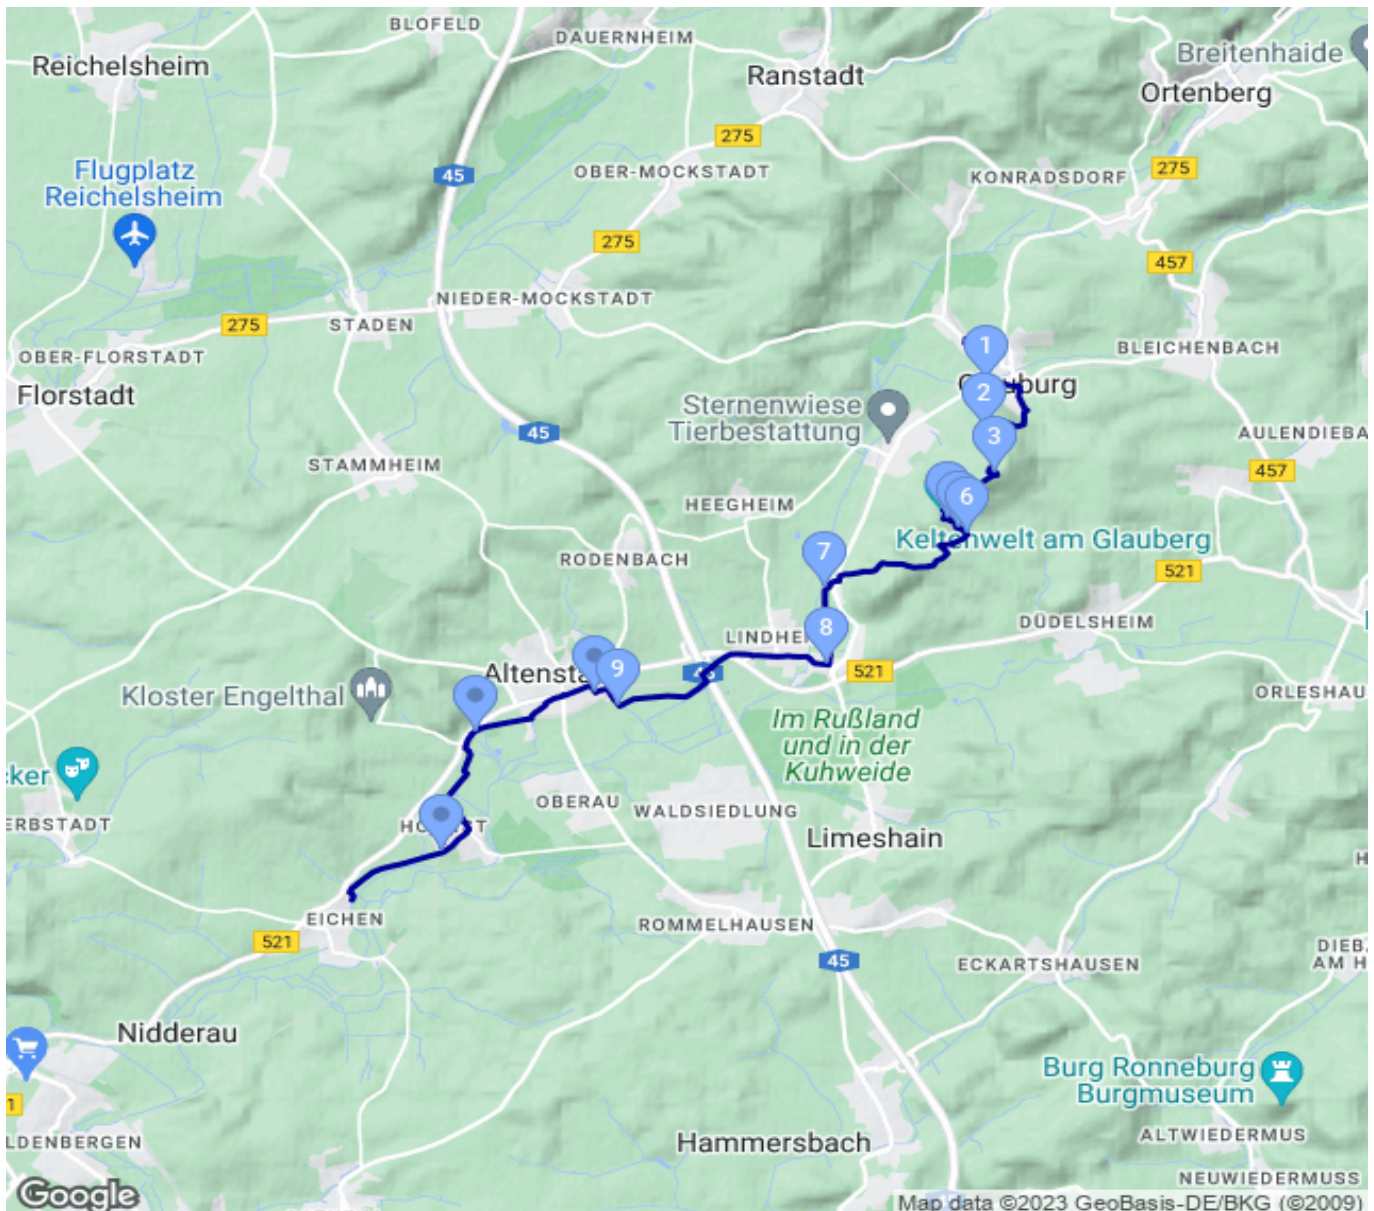 BLOFELD
DAUERNHEIM
Reichelsheim
Ranstadt
Breitenhaide
Ortenberg
275
45
Flugplatz
Reichelsheim
OBER-MOCKSTADT
KONRADSDORF
275
275
457
NIEDER-MOCKSTADT
275
STADEN
OBER-FLORSTADT
1
BLEICHENBACH
Florstadt
2
Sternenwiese
Tierbestattung
45
3
AULENDIEBA
STAMMHEIM
457
HEEGHEIM
6
Keltenwelt am Glauberg
RODENBACH
7
521
LINDHE
8
DÜDELSHEIM
Altensta
9
521
Kloster Engelthal
ORLESHAU
Im Rußland
und in der
Kuhweide
cker
OBERAU
WALDSIEDLUNG
ERBSTADT
Limeshain
EICHEN
ROMMELHAUSEN
521
45
ECKARTSHAUSEN
DIEB
AM H
Nidderau
Burg Ronneburg
Burgmuseum
1
LDENBERGEN
Hammersbach
ALTWIEDERMUS
NEUWIEDERMUSS
Google
Map data ©2023 GeoBasis-DE/BKG (©2009)